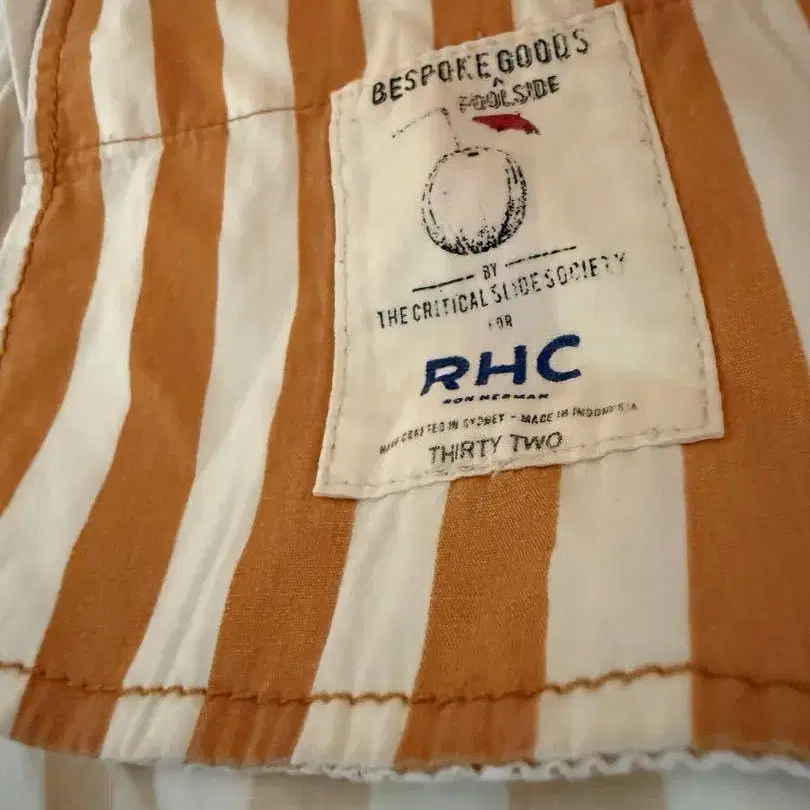 BESPOKE GOODS
^
POOLSIDE
BY
THE CRITICAL SLIDE SOCIETY
FOR
RHC
RON HERMAN
HAND CRAFTED IN SYDNEY - MADE IN INDONESIA
THIRTY TWO